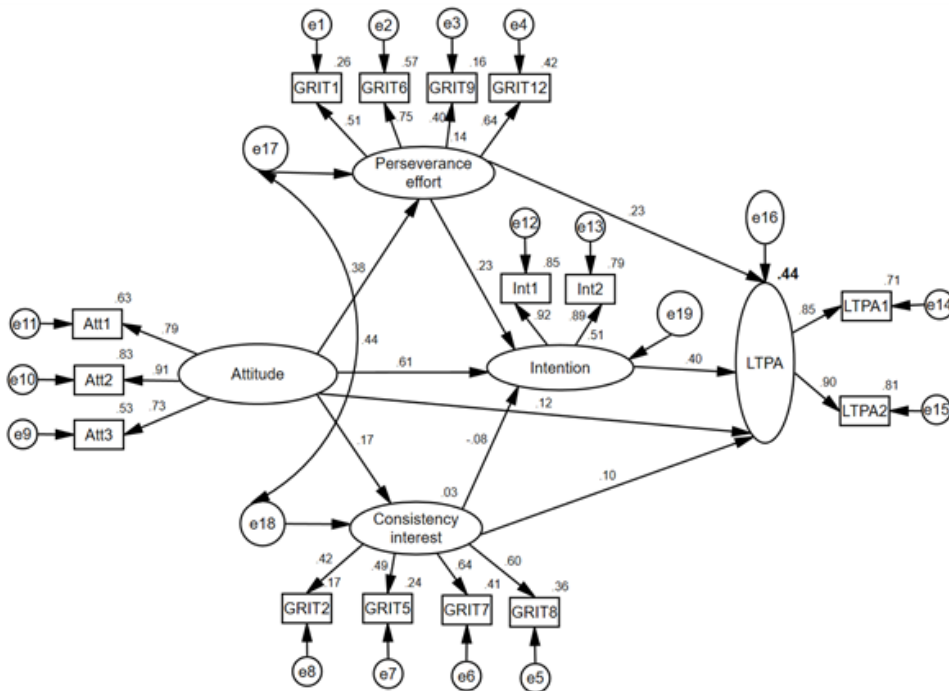 e1
e2
e3
e4
.26
.57
.16
.42
GRIT1
GRIT6
GRIT9
GRIT12
.51
.75
.40
.64
.14
e17
Perseverance
effort
e16
.23
e12
e13
.38
.23
.85
.79
.44
Int1
Int2
.71
.63
e19
.85
LTPA1
e14
e11
Att1
.79
.92
.89
.51
.44
.83
e10
Att2
.91
Attitude
.61
Intention
.40
LTPA
.53
.73
.12
.90
.81
e9
Att3
LTPA2
e15
.17
-.08
.10
.03
e18
Consistency
interest
.42
.49
.64
.60
.17
.24
.41
.36
GRIT2
GRIT5
GRIT7
GRIT8
e8
e7
e6
e5